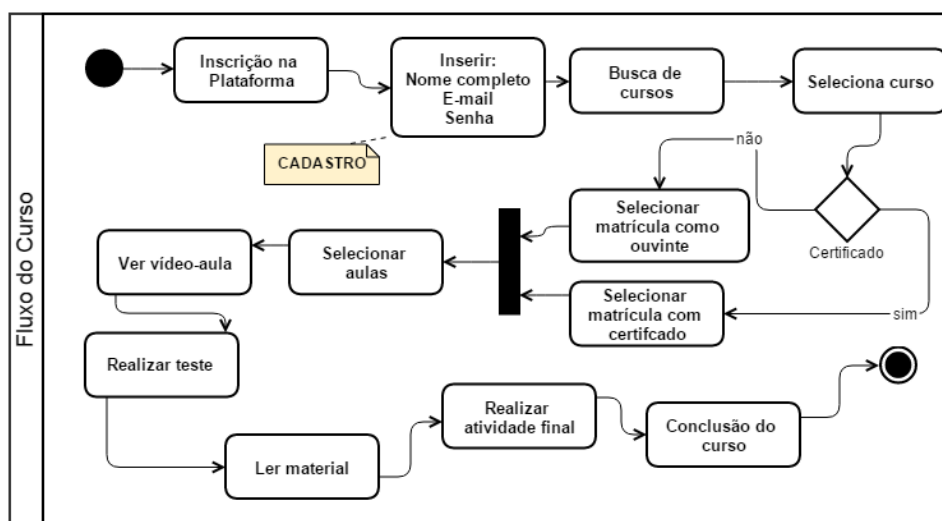 Fluxo do Curso
Inscrição na
Plataforma
Inserir:
Nome completo
E-mail
Senha
Busca de
cursos
Seleciona curso
CADASTRO
não
Selecionar
matrícula como
ouvinte
Certificado
Ver vídeo-aula
Selecionar
aulas
Selecionar
matrícula com
certifcado
sim
Realizar teste
Realizar
atividade final
Conclusão do
curso
Ler material